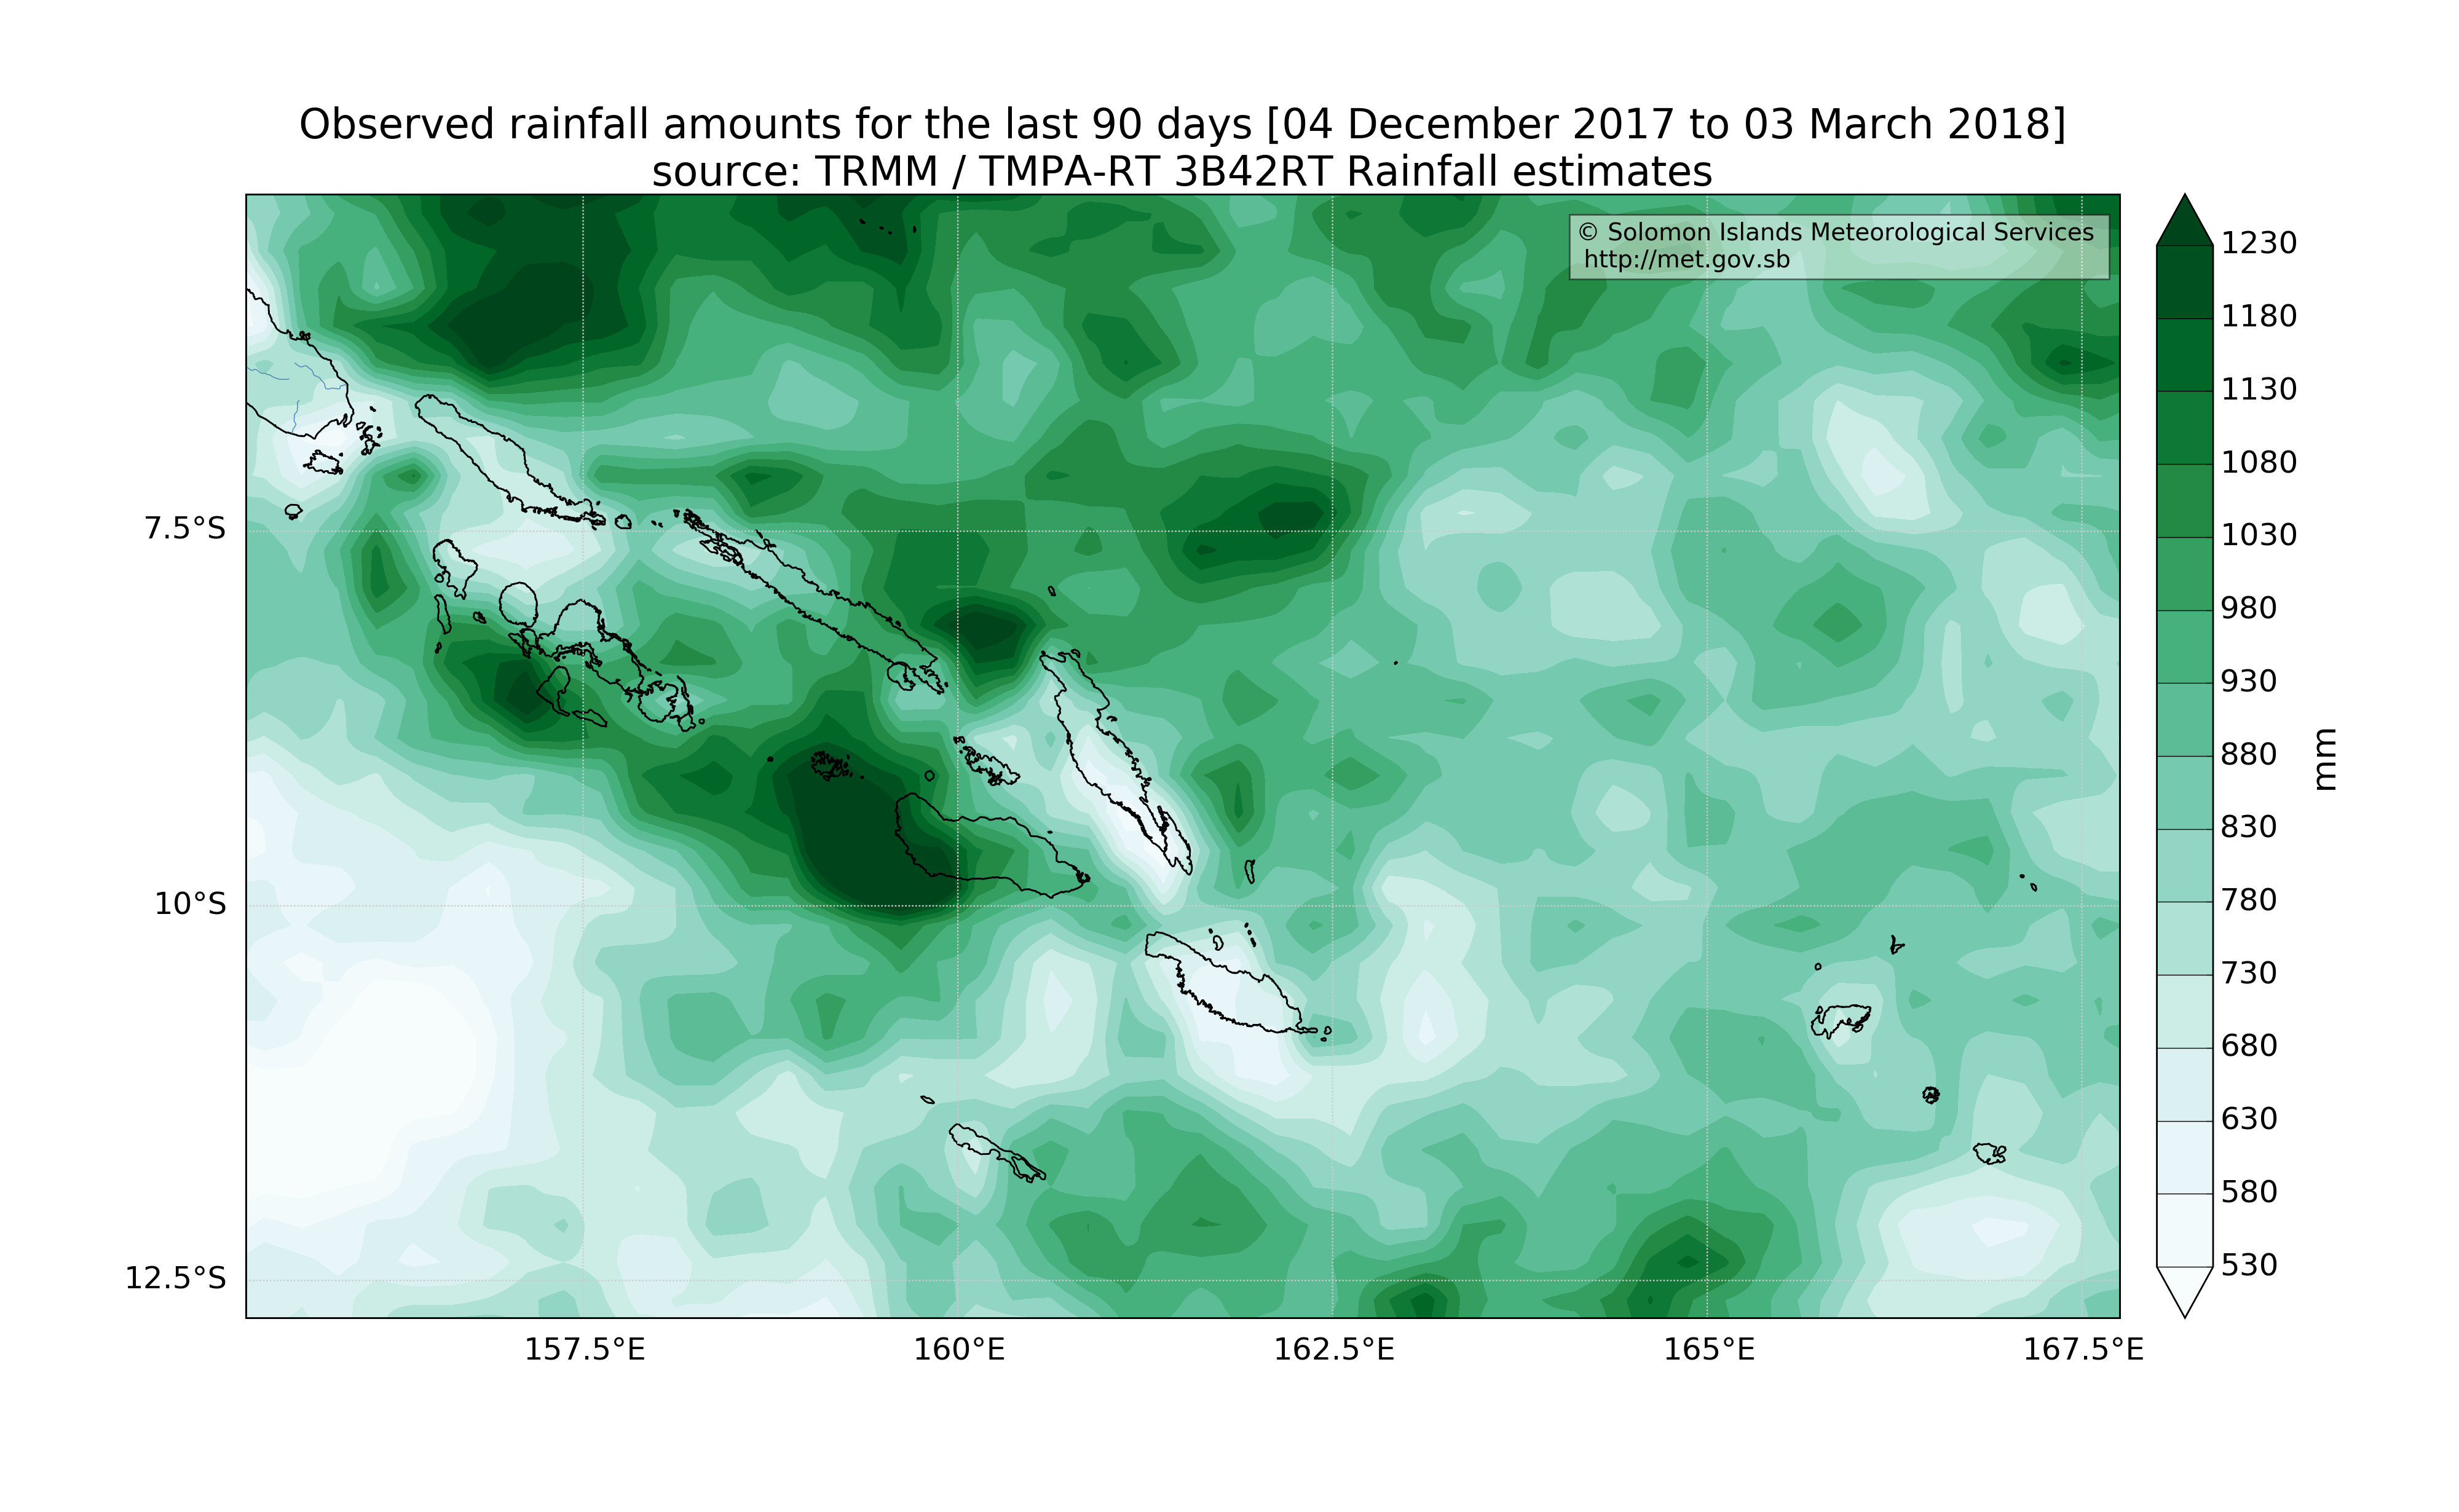 Observed rainfall amounts for the last 90 days [04 December 2017 to 03 March 2018]
source: TRMM / TMPA-RT 3B42RT Rainfall estimates
© Solomon Islands Meteorological Services
http://met.gov.sb
7.5°S
10°S
12.5°S
157.5°E
160°E
162.5°E
165°E
167.5°E
1230
1180
1130
1080
1030
980
930
880
830
780
730
680
630
580
530
mm